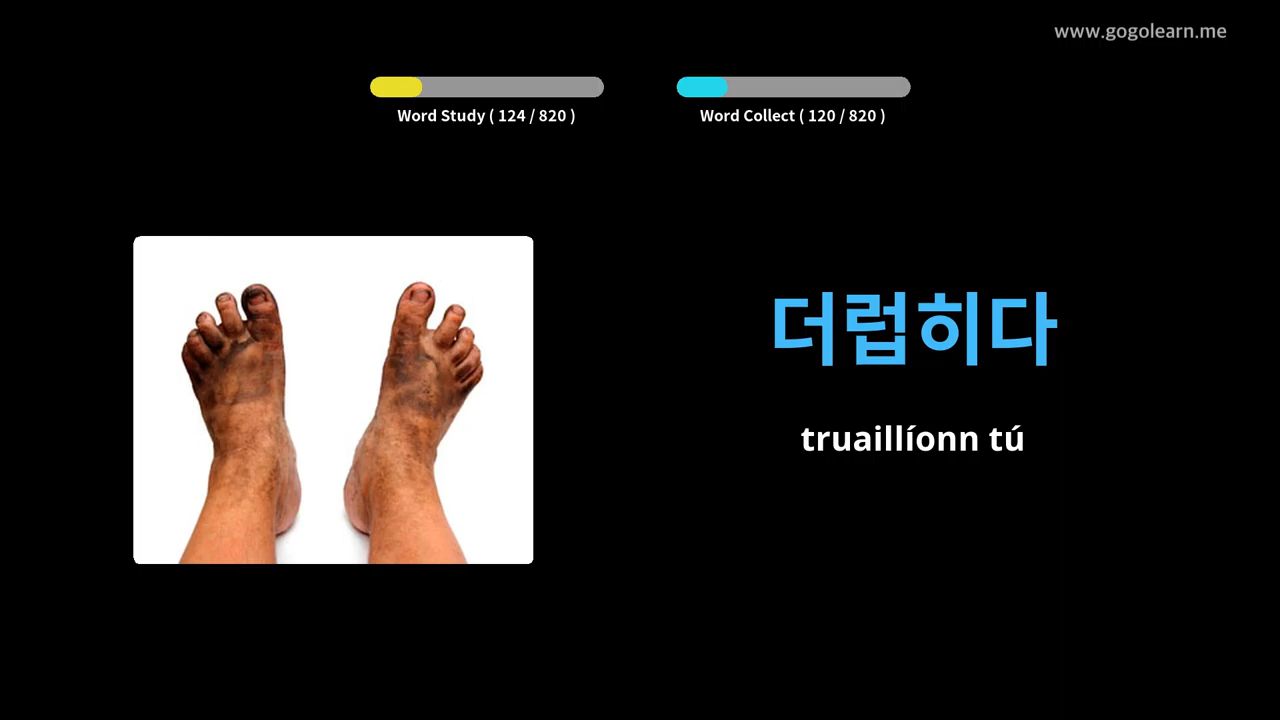 www.gogolearn.me
Word Study ( 124 / 820 )
Word Collect ( 120 / 820 )
더럽히다
truaillíonn tú